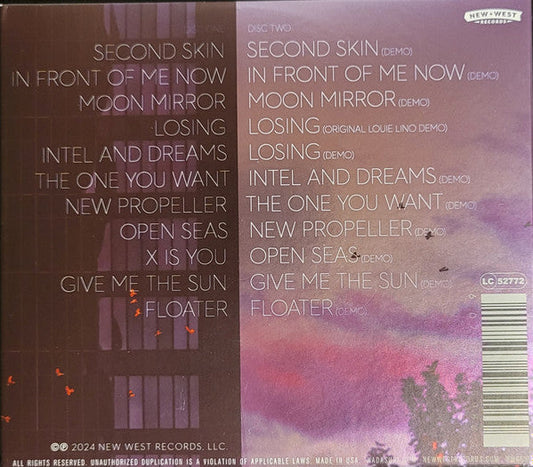 NEW WEST
RECORDS
DISC ONE
SECOND SKIN
IN FRONT OF ME NOW
MOON MIRROR
LOSING
INTEL AND DREAMS
THE ONE YOU WANT
NEW PROPELLER
OPEN SEAS
X IS YOU
GIVE ME THE SUN
FLOATER
DISC TWO
SECOND SKIN (DEMO)
IN FRONT OF ME NOW (DEMO)
MOON MIRROR (DEMO)
LOSING (ORIGINAL LOUIE LINO DEMO)
LOSING (DEMO)
INTEL AND DREAMS (DEMO)
THE ONE YOU WANT (DEMO)
NEW PROPELLER (DEMO)
OPEN SEAS (DEMO)
GIVE ME THE SUN (DEMO)
FLOATER (DEMO)
LC 52772
©℗ 2024 NEW WEST RECORDS, LLC.
ALL RIGHTS RESERVED. UNAUTHORIZED DUPLICATION IS A VIOLATION OF APPLICABLE LAWS. MADE IN USA.